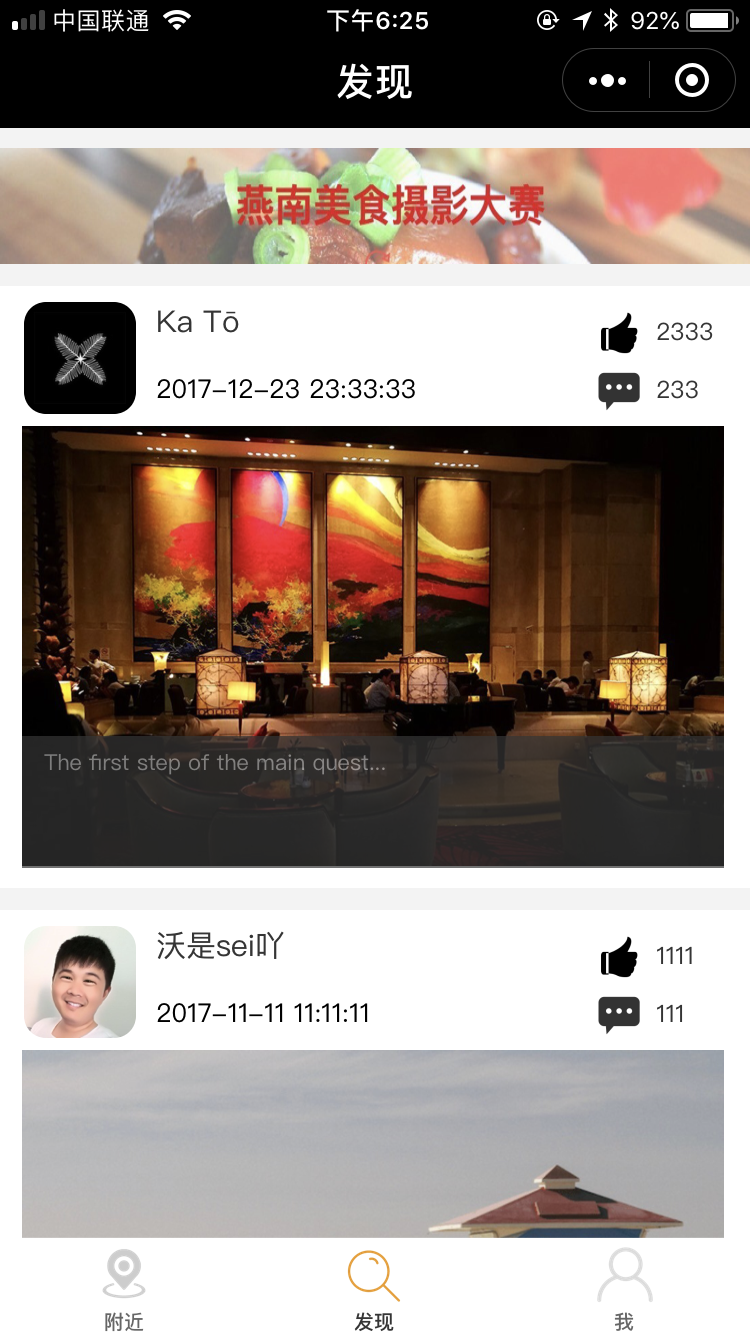 中国联通
下午6:25
92%
发现
燕南美食摄影大赛
Ka Tō
2333
2017-12-23 23:33:33
233
The first step of the main quest...
沃是sei吖
1111
2017-11-11 11:11:11
111
附近
发现
我